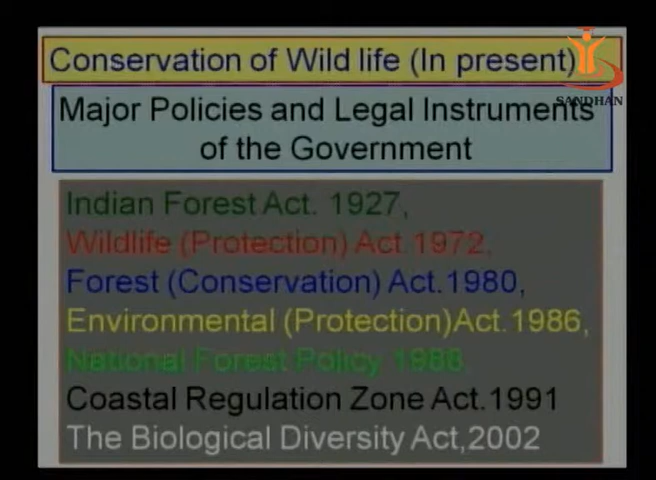 Conservation of Wild life (In present)
SANDHAN
Major Policies and Legal Instruments
of the Government
Indian Forest Act. 1927,
Wildlife (Protection) Act.1972,
Forest (Conservation) Act.1980,
Environmental (Protection)Act.1986,
National Forest Policy 1988,
Coastal Regulation Zone Act.1991
The Biological Diversity Act,2002